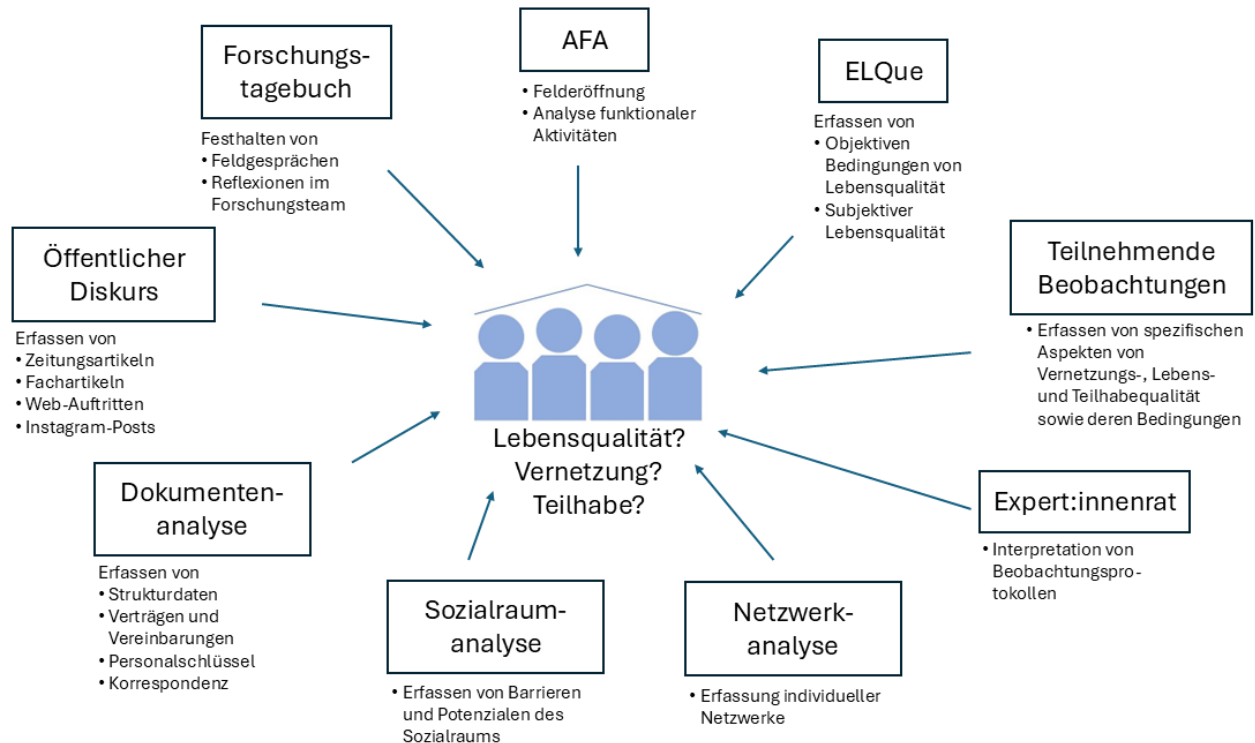 Forschungs-
tagebuch
Festhalten von
• Feldgesprächen
• Reflexionen im
Forschungsteam
AFA
• Felderöffnung
• Analyse funktionaler
Aktivitäten
ELQue
Erfassen von
• Objektiven
Bedingungen von
Lebensqualität
• Subjektiver
Lebensqualität
Öffentlicher
Diskurs
Erfassen von
• Zeitungsartikeln
• Fachartikeln
• Web-Auftritten
• Instagram-Posts
Teilnehmende
Beobachtungen
• Erfassen von spezifischen
Aspekten von
Vernetzungs-, Lebens-
und Teilhabequalität
sowie deren Bedingungen
Lebensqualität?
Vernetzung?
Teilhabe?
Dokumenten-
analyse
Erfassen von
• Strukturdaten
• Verträgen und
Vereinbarungen
• Personalschlüssel
• Korrespondenz
Sozialraum-
analyse
• Erfassen von Barrieren
und Potenzialen des
Sozialraums
Netzwerk-
analyse
• Erfassung individueller
Netzwerke
Expert:innenrat
• Interpretation von
Beobachtungspro-
tokollen